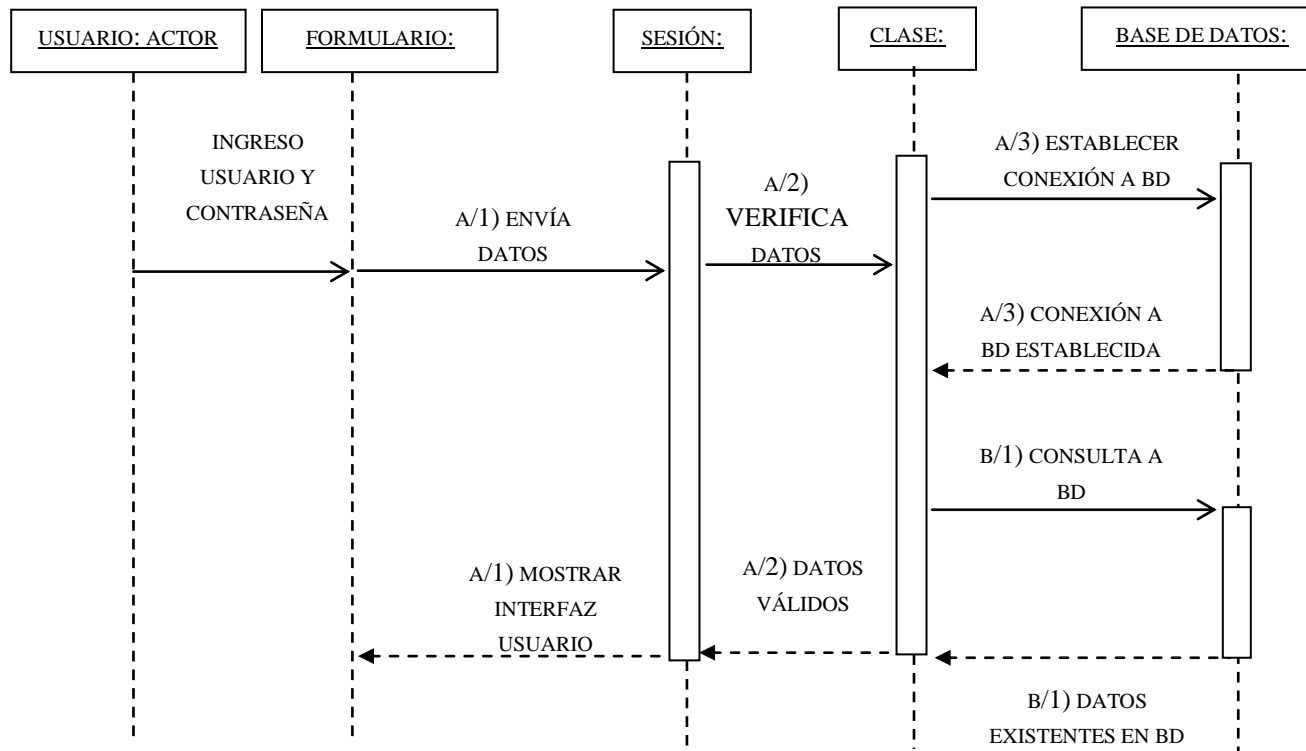 USUARIO: ACTOR
FORMULARIO:
SESIÓN:
CLASE:
BASE DE DATOS:
INGRESO
USUARIO Y
CONTRASEÑA
A/1) ENVÍA
DATOS
A/2)
VERIFICA
DATOS
A/3) ESTABLECER
CONEXIÓN A BD
A/3) CONEXIÓN A
BD ESTABLECIDA
B/1) CONSULTA A
BD
A/1) MOSTRAR
INTERFAZ
USUARIO
A/2) DATOS
VÁLIDOS
B/1) DATOS
EXISTENTES EN BD